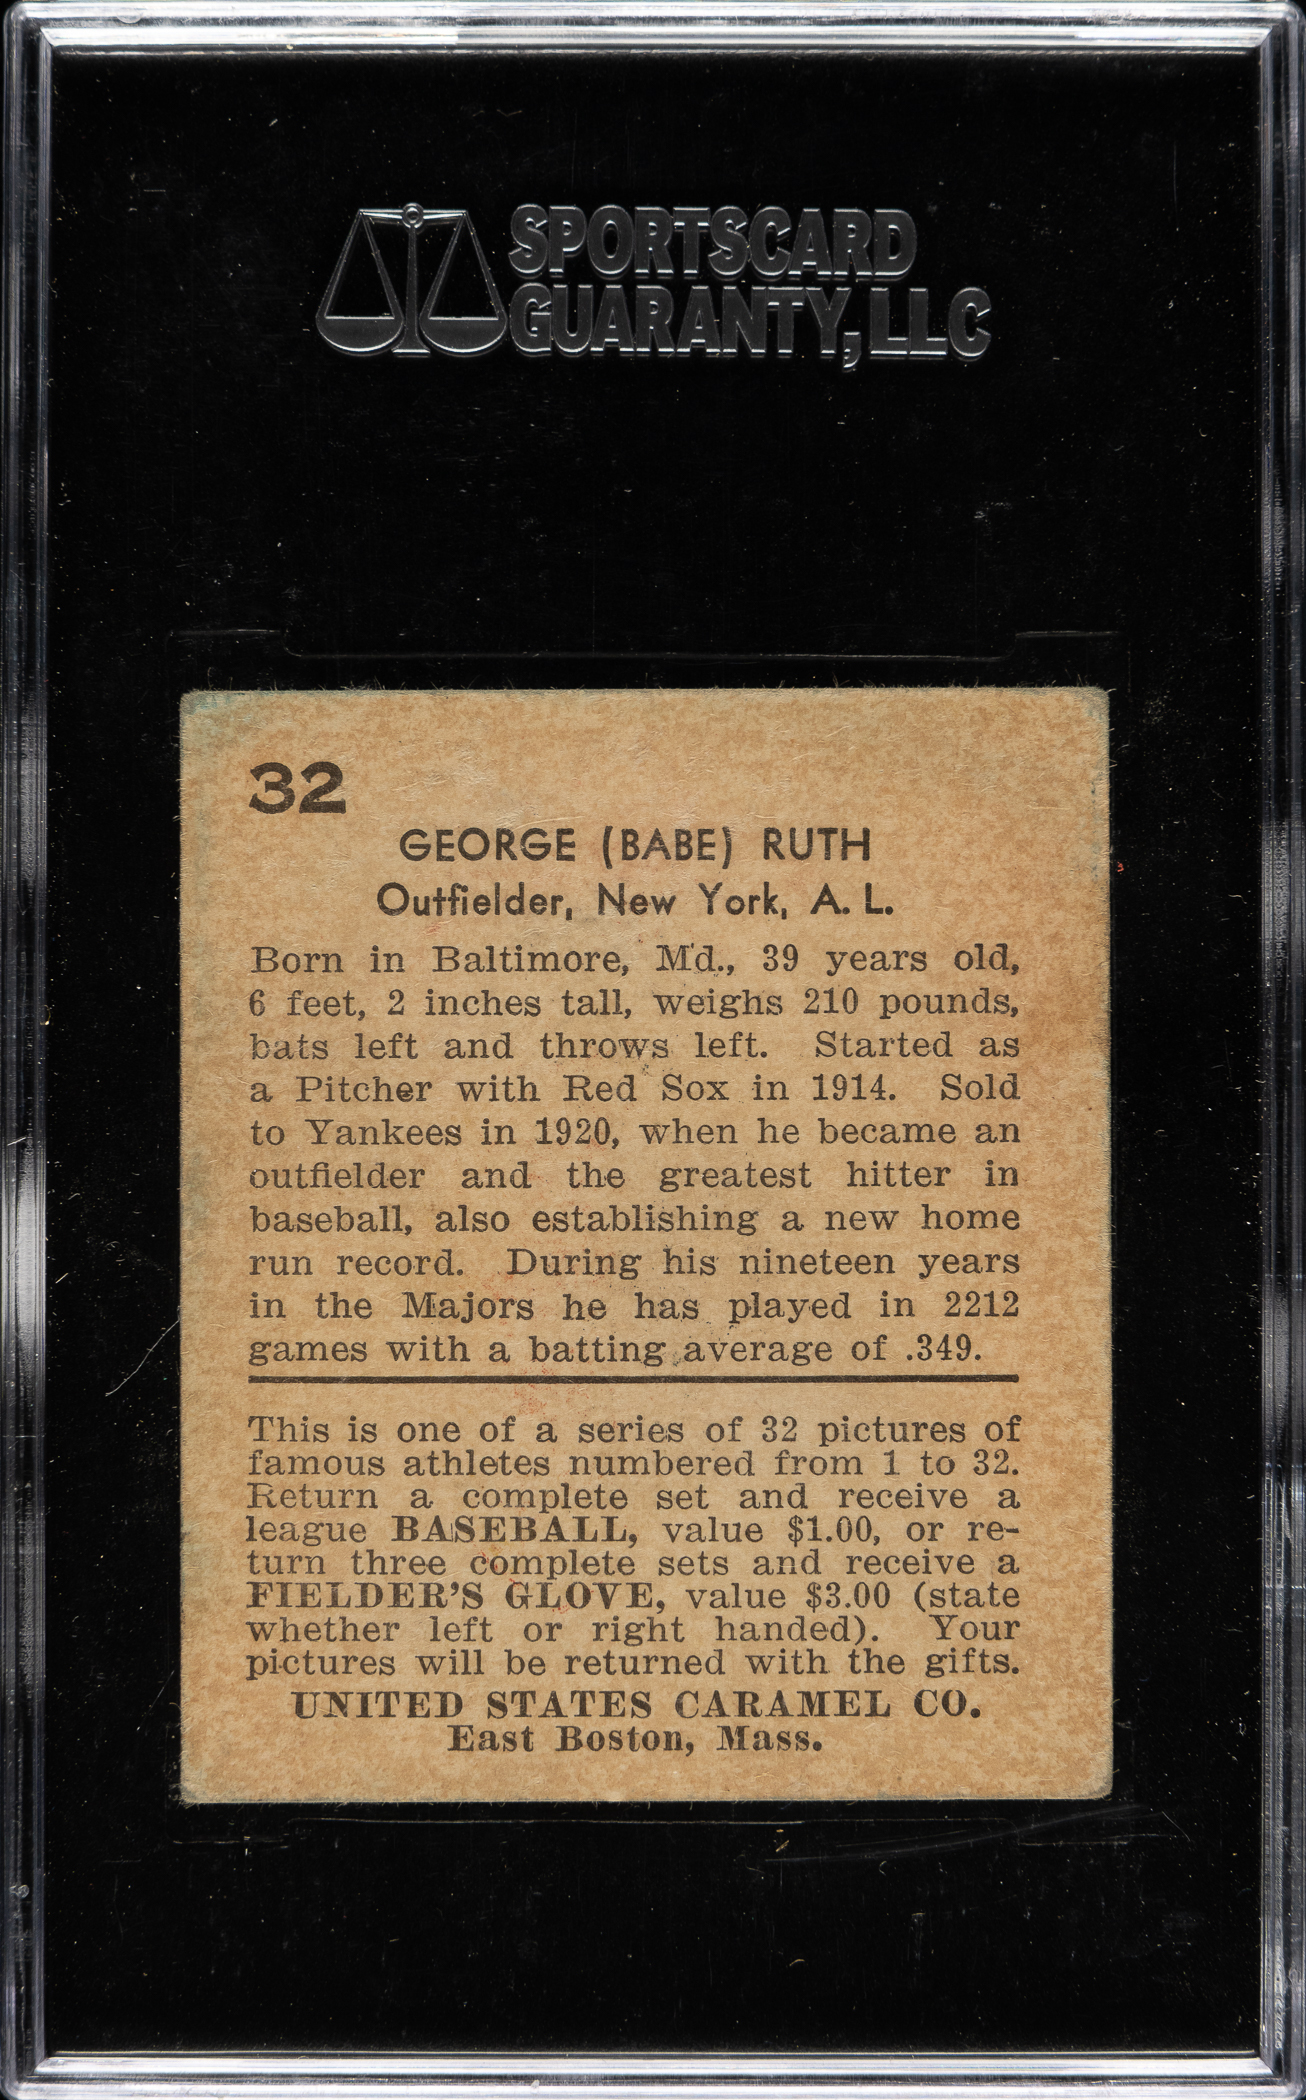 SPORTSCARD
GUARANTY, LLC
32
GEORGE (BABE) RUTH
Outfielder, New York, A. L.
Born in Baltimore, Md., 39 years old,
6 feet, 2 inches tall, weighs 210 pounds,
bats left and throws left. Started as
a Pitcher with Red Sox in 1914. Sold
to Yankees in 1920, when he became an
outfielder and the greatest hitter in
baseball, also establishing a new home
run record. During his nineteen years
in the Majors he has played in 2212
games with a batting average of .349.
This is one of a series of 32 pictures of
famous athletes numbered from 1 to 32.
Return a complete set and receive a
league BASEBALL, value $1.00, or re-
turn three complete sets and receive a
FIELDER'S GLOVE, value $3.00 (state
whether left or right handed). Your
pictures will be returned with the gifts.
UNITED STATES CARAMEL CO.
East Boston, Mass.